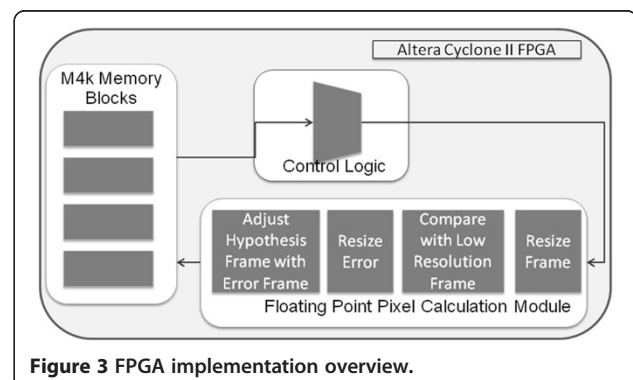 Altera Cyclone II FPGA
M4k Memory
Blocks
Control Logic
Adjust
Hypothesis
Frame with
Error Frame
Resize
Error
Compare
with Low
Resolution
Frame
Resize
Frame
Floating Point Pixel Calculation Module
Figure 3 FPGA implementation overview.